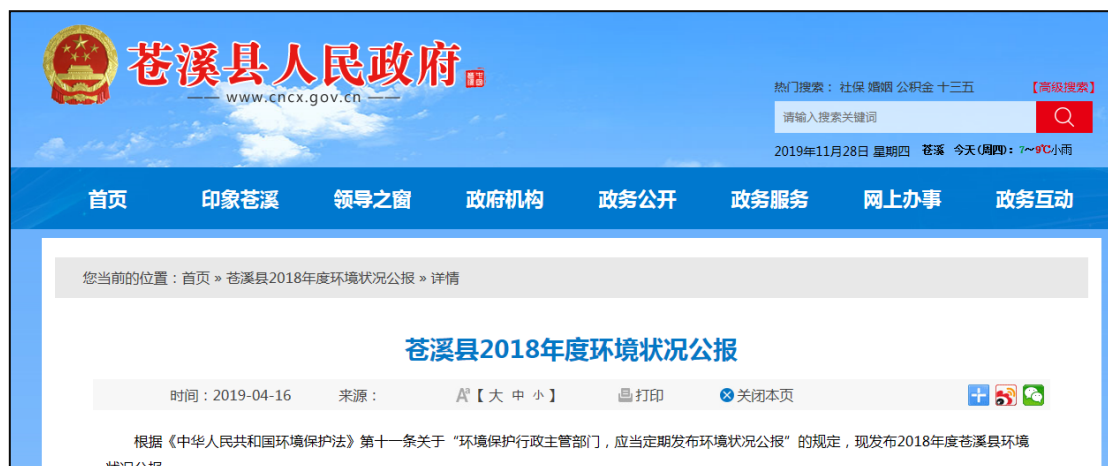 苍溪县人民政府
—— www.cncx.gov.cn ——
热门搜索： 社保 婚姻 公积金 十三五 【高级搜索】
请输入搜索关键词
2019年11月28日 星期四 苍溪 今天(周四)：7～9℃小雨
首页 印象苍溪 领导之窗 政府机构 政务公开 政务服务 网上办事 政务互动
您当前的位置：首页 » 苍溪县2018年度环境状况公报 » 详情
苍溪县2018年度环境状况公报
时间：2019-04-16 来源： A【 大 中 小 】 打印 关闭本页
根据《中华人民共和国环境保护法》第十一条关于“环境保护行政主管部门，应当定期发布环境状况公报”的规定，现发布2018年度苍溪县环境
状况公报